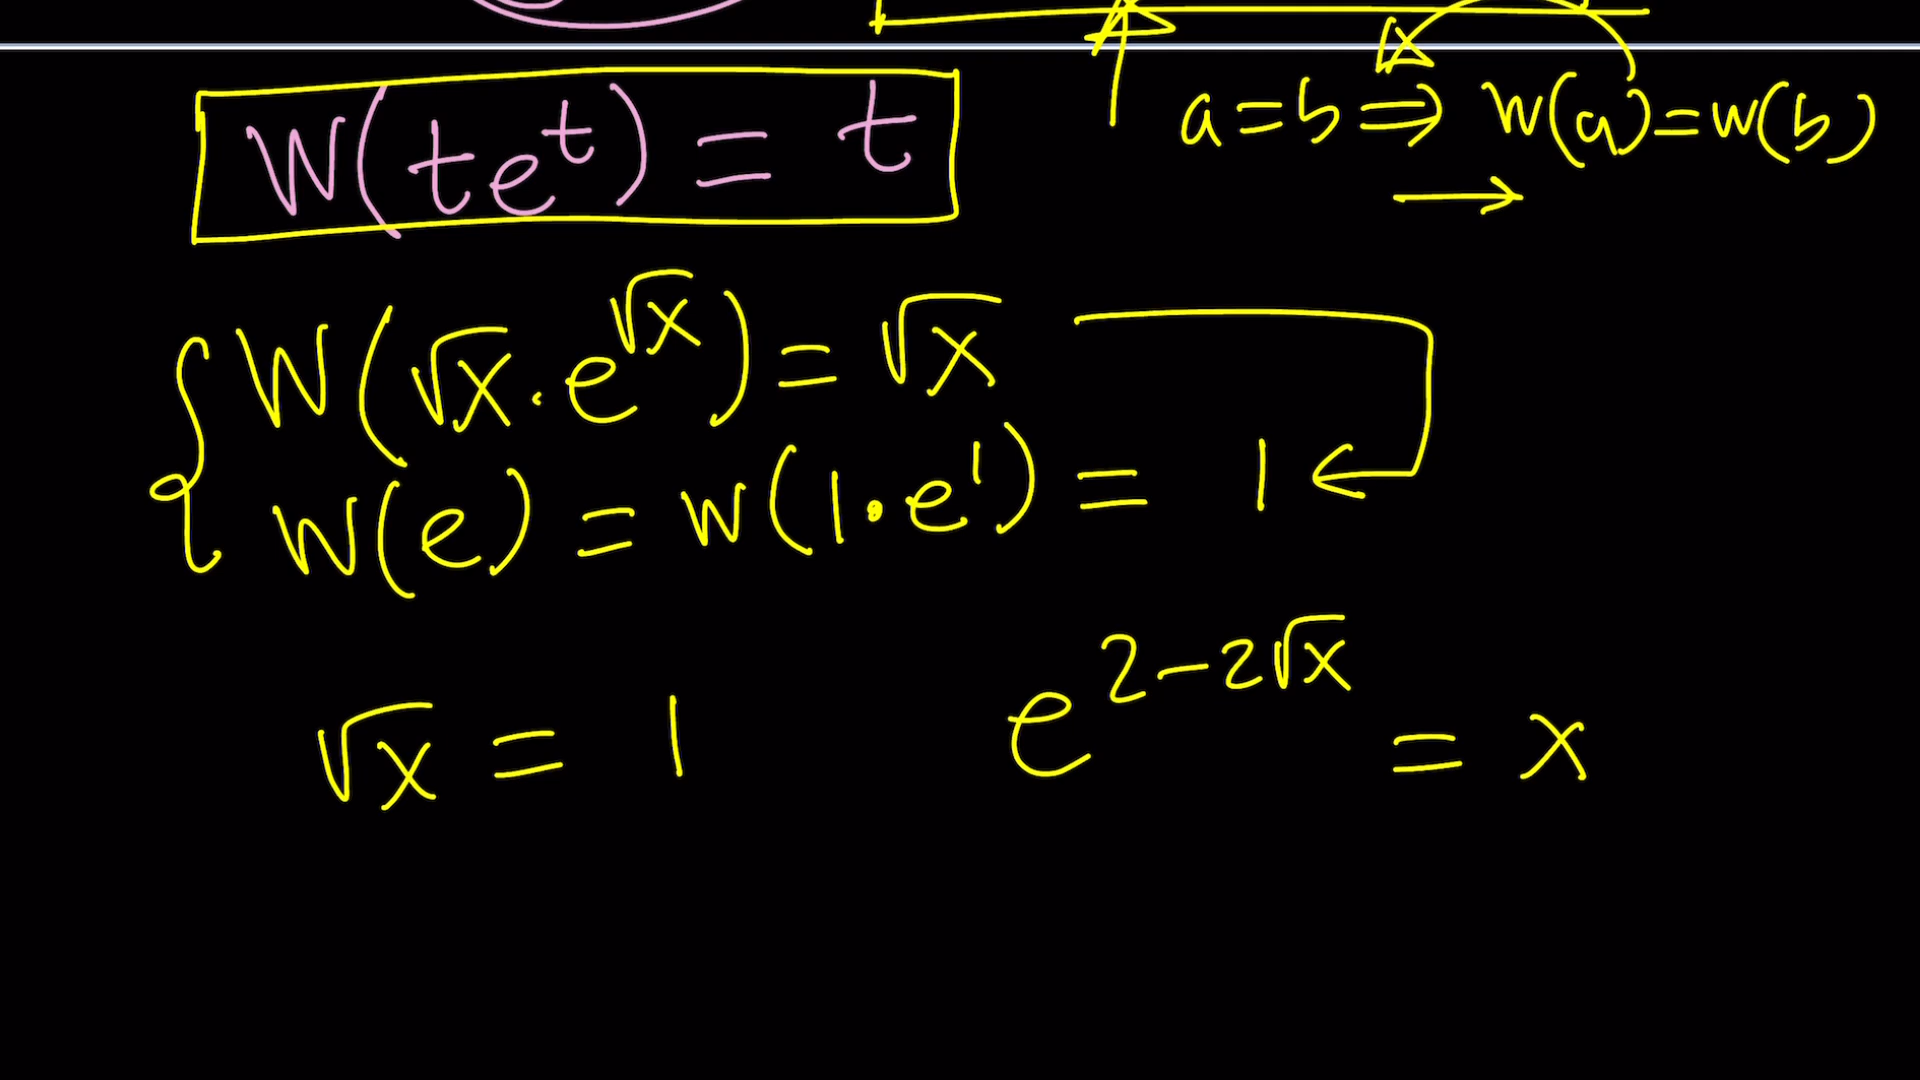 W(te^t) = t
a=b ⇒ W(a)=W(b)
W(√x·e^√x) = √x
W(e) = W(1·e^1) = 1
√x = 1
e^{2-2√x} = x